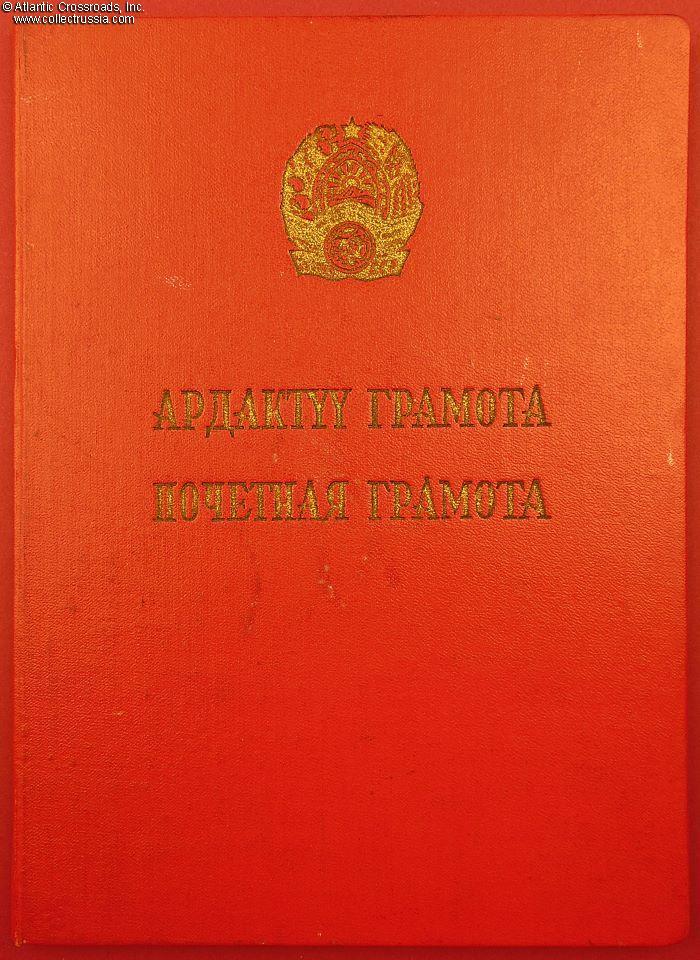 © Atlantic Crossroads, Inc.
www.collectrussia.com
АРДАКТУУ ГРАМОТА
ПОЧЕТНАЯ ГРАМОТА